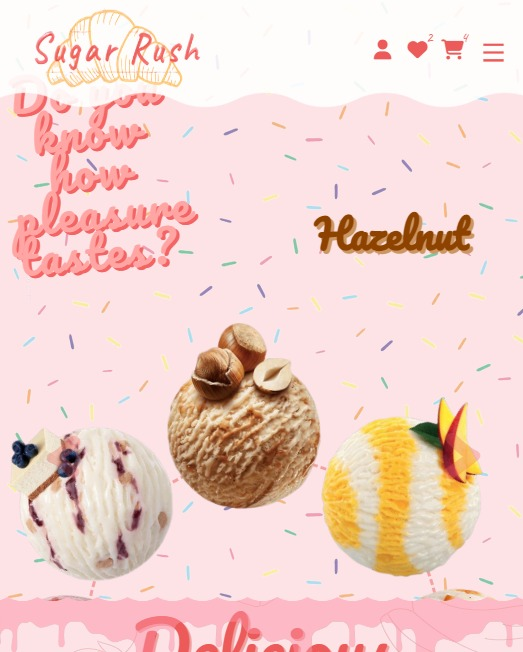 Sugar Rush
2
4
Do you
know
how
pleasure
tastes?
Hazelnut
Delicious